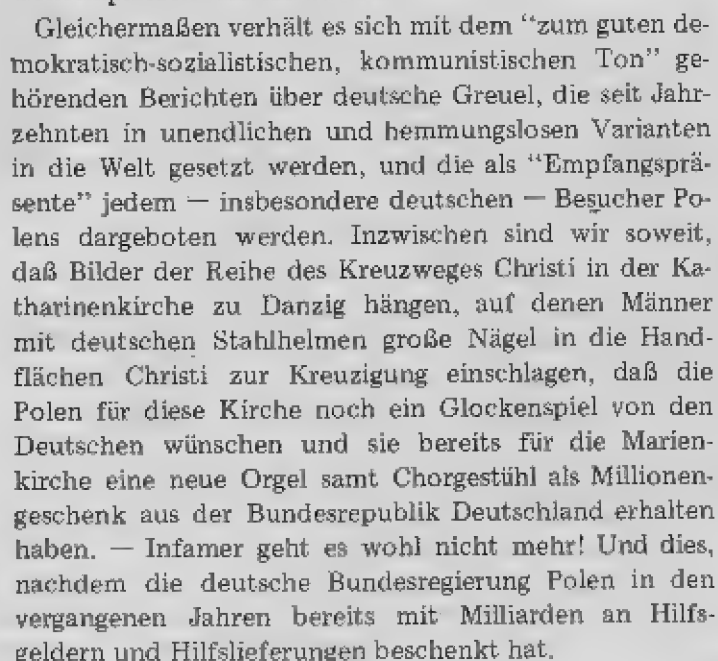 Gleichermaßen verhält es sich mit dem “zum guten de-
mokratisch-sozialistischen, kommunistischen Ton” ge-
hörenden Berichten über deutsche Greuel, die seit Jahr-
zehnten in unendlichen und hemmungslosen Varianten
in die Welt gesetzt werden, und die als “Empfangsprä-
sente” jedem — insbesondere deutschen — Besucher Po-
lens dargeboten werden. Inzwischen sind wir soweit,
daß Bilder der Reihe des Kreuzweges Christi in der Ka-
tharinenkirche zu Danzig hängen, auf denen Männer
mit deutschen Stahlhelmen große Nägel in die Hand-
flächen Christi zur Kreuzigung einschlagen, daß die
Polen für diese Kirche noch ein Glockenspiel von den
Deutschen wünschen und sie bereits für die Marien-
kirche eine neue Orgel samt Chorgestühl als Millionen-
geschenk aus der Bundesrepublik Deutschland erhalten
haben. — Infamer geht es wohl nicht mehr! Und dies,
nachdem die deutsche Bundesregierung Polen in den
vergangenen Jahren bereits mit Milliarden an Hilfs-
geldern und Hilfslieferungen beschenkt hat.